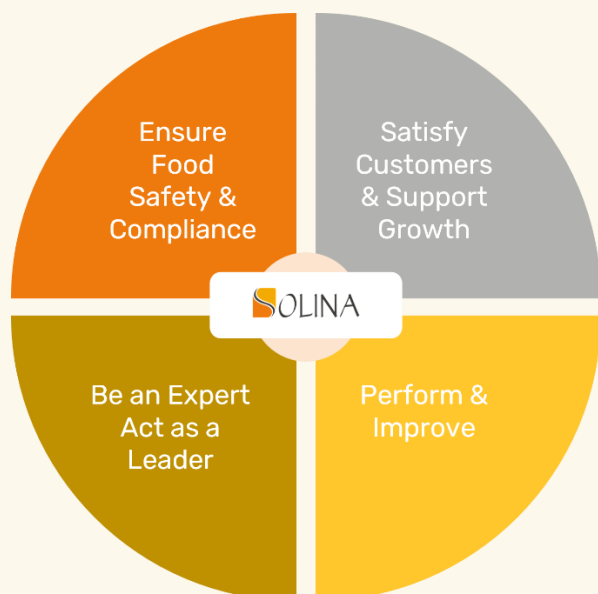 Ensure
Food
Safety &
Compliance
Satisfy
Customers
& Support
Growth
SOLINA
Be an Expert
Act as a
Leader
Perform &
Improve